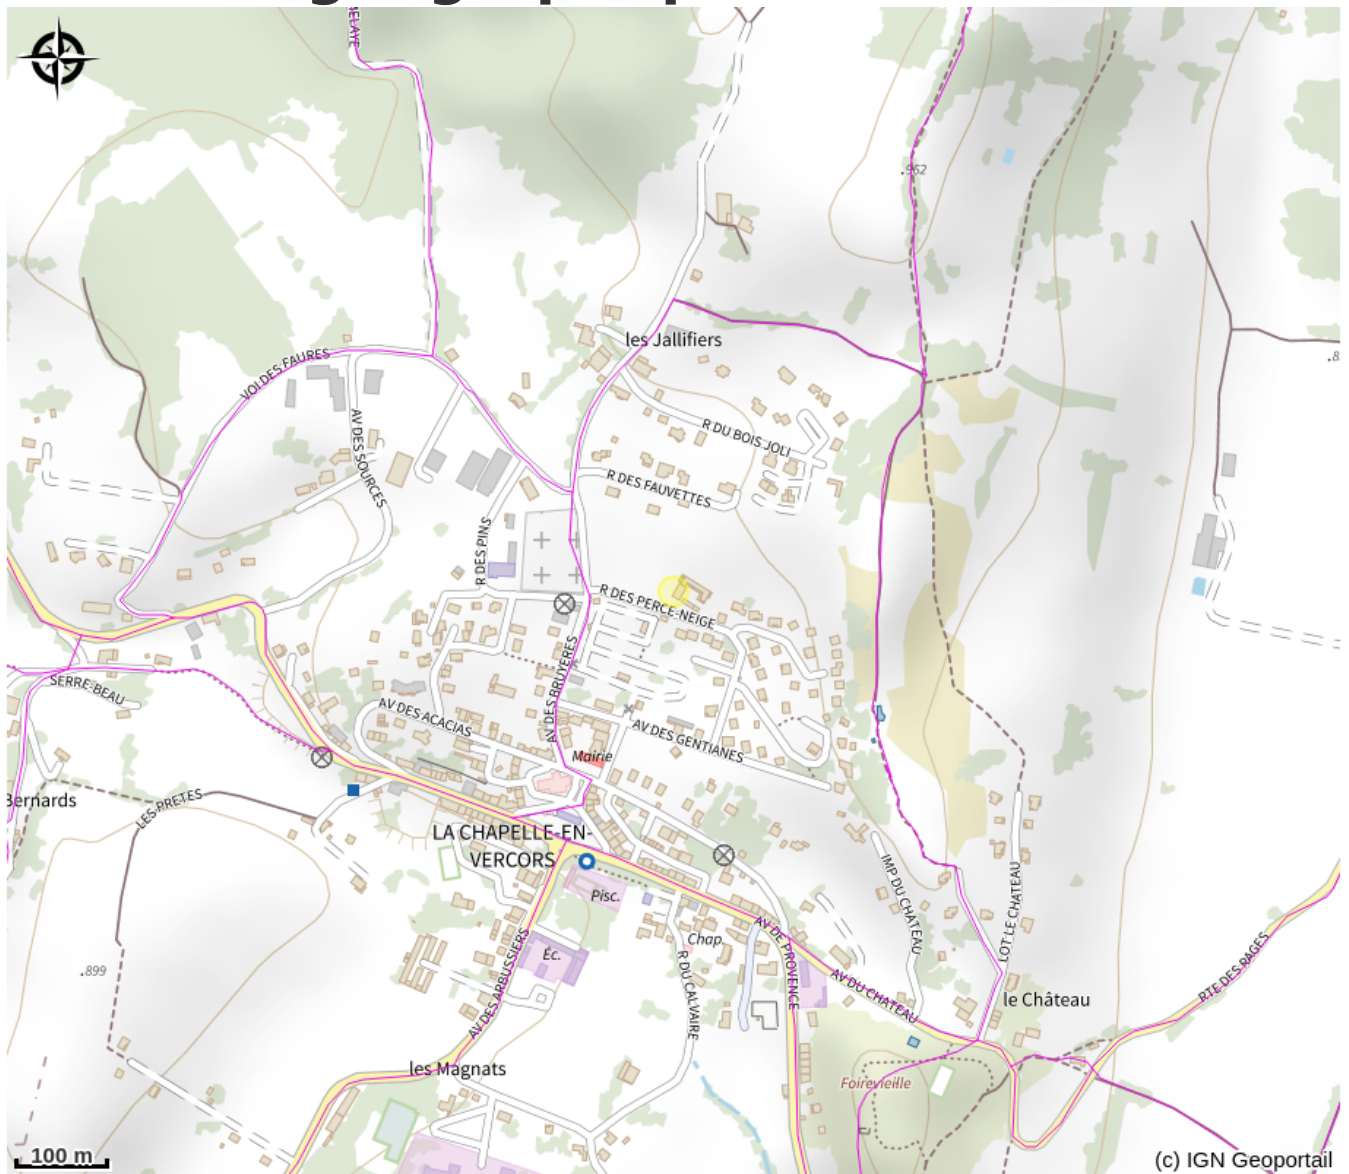 ELAYE
.962
les Jallifiers
VOI DES FAURES
.8
AV DES SOURCES
R DU BOIS JOLI
R DES FAUVETTES
R DES PINS
R DES PERCE-NEIGE
AV DES BRUYERES
SERRE-BEAU
AV DES ACACIAS
AV DES GENTIANES
Mairie
Bernards
LES PRETES
LA CHAPELLE-EN-
VERCORS
Pisc.
IMP DU CHATEAU
LOT LE CHATEAU
Chap.
AV DE PROVENCE
Éc.
AV DES ARBUSSIERS
R DU CALVAIRE
.899
AV DU CHATEAU
RTE DES RAGES
le Château
les Magnats
Foirevieille
100 m
(c) IGN Geoportail